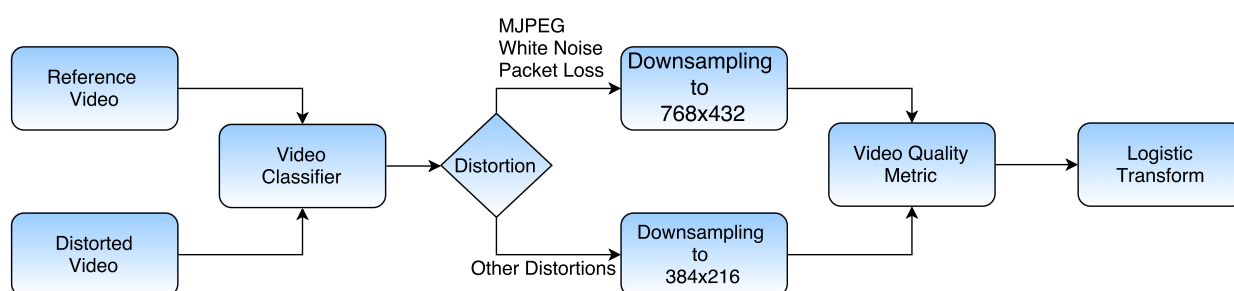 Reference
Video
Distorted
Video
Video
Classifier
Distortion
MJPEG
White Noise
Packet Loss
Other Distortions
Downsampling
to
768x432
Downsampling
to
384x216
Video Quality
Metric
Logistic
Transform